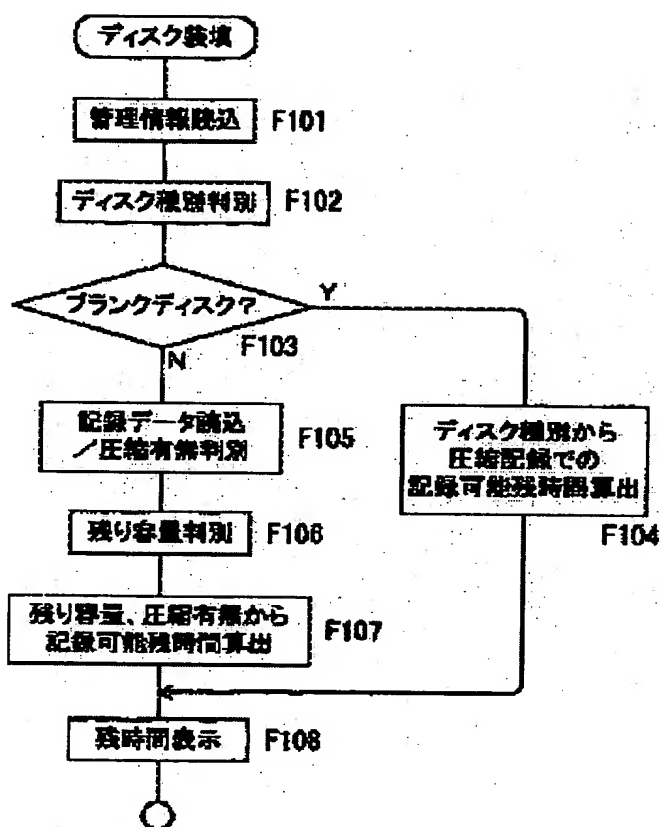 ディスク装填
管理情報読込 F101
ディスク種別判別 F102
ブランクディスク?
Y
F103
N
記録データ読込
/圧縮有無判別 F105
ディスク種別から
圧縮記録での
記録可能残時間算出
F104
残り容量判別 F106
残り容量、圧縮有無から
記録可能残時間算出 F107
残時間表示 F108